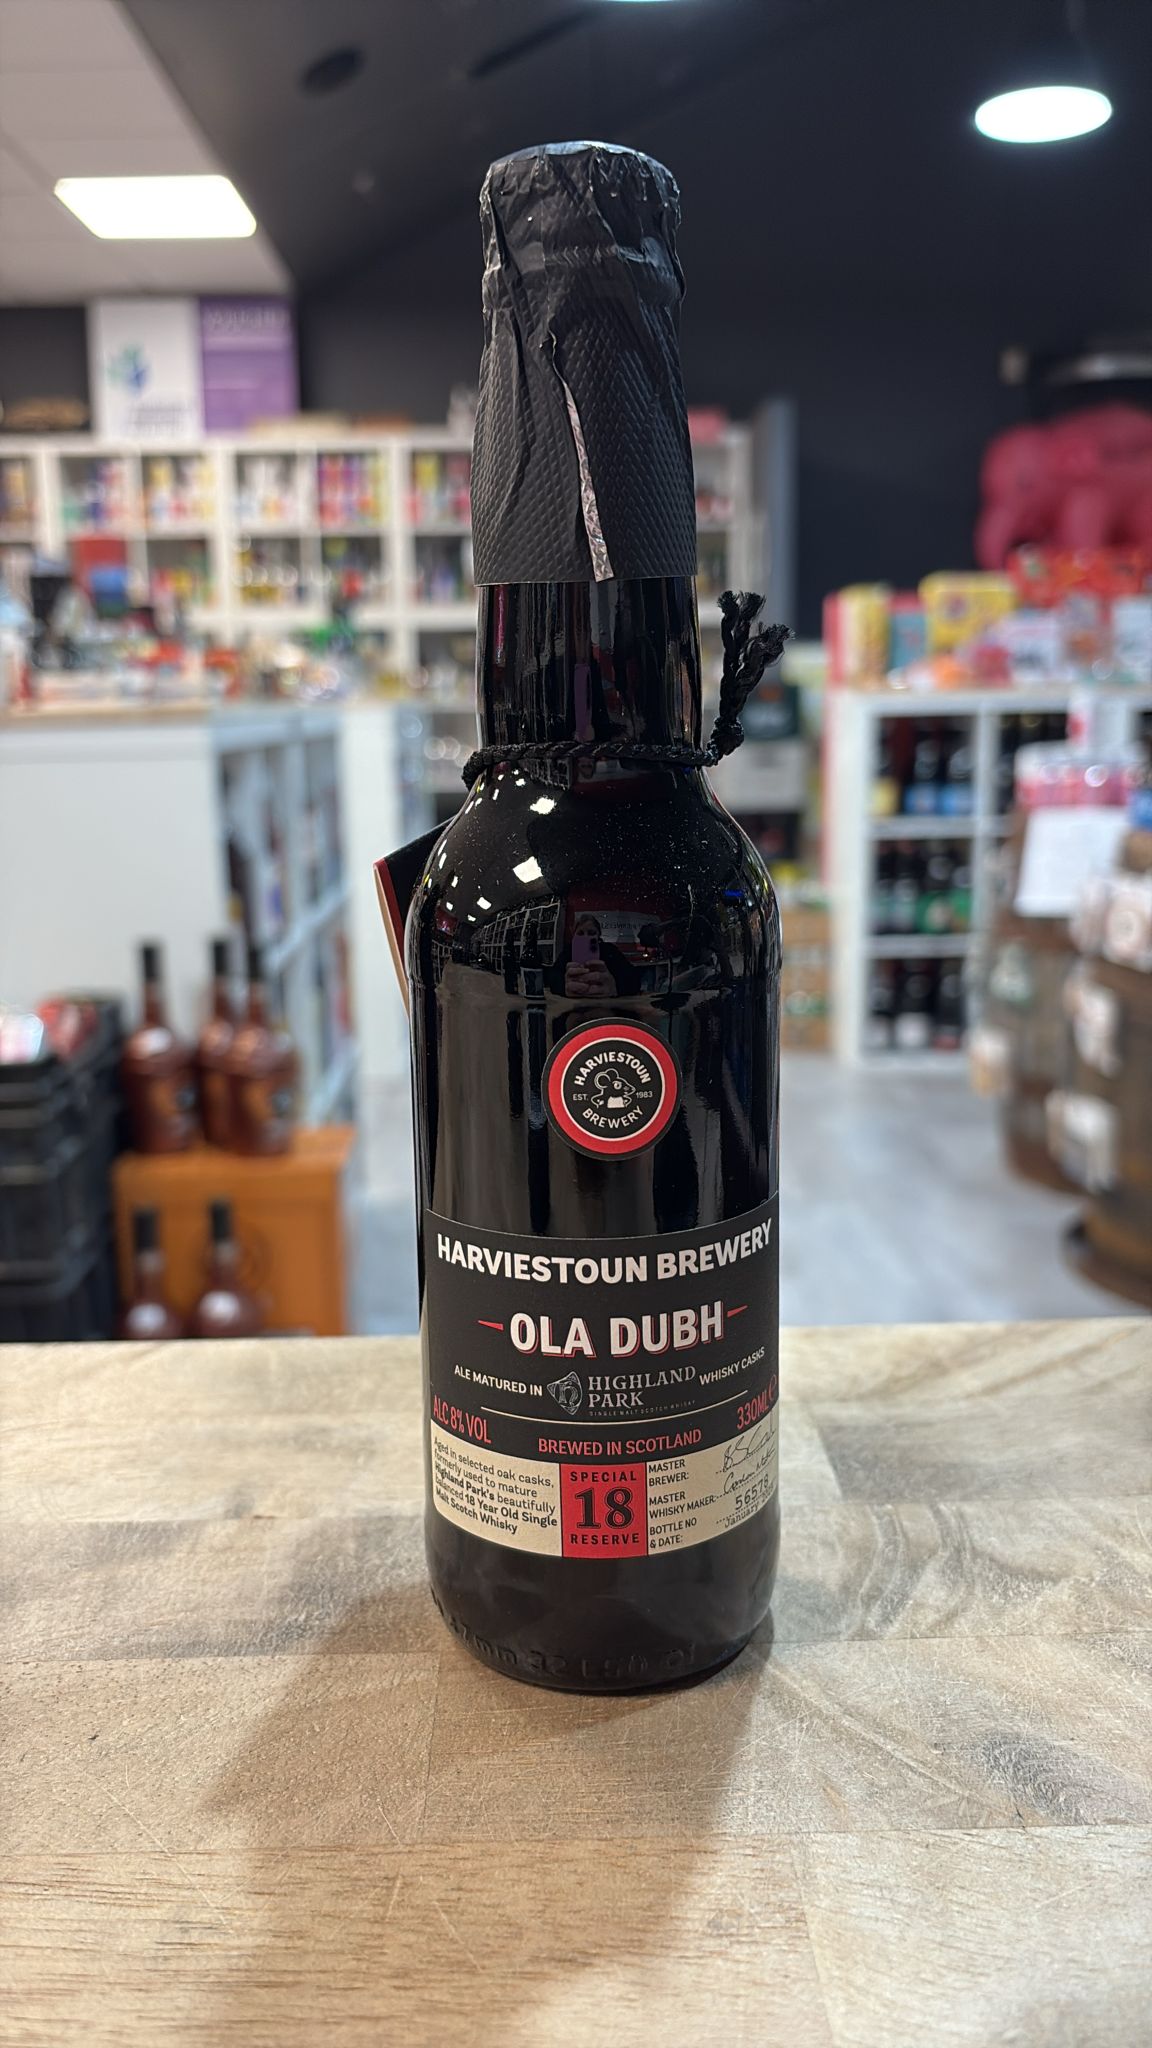 HARVIESTOUN
EST. 1983
BREWERY
HARVIESTOUN BREWERY
OLA DUBH
ALE MATURED IN HIGHLAND PARK WHISKY CASKS
SINGLE MALT SCOTCH WHISKY
ALC 8% VOL
330ML
BREWED IN SCOTLAND
Aged in selected oak casks,
formerly used to mature
Highland Park's beautifully
balanced 18 Year Old Single
Malt Scotch Whisky
SPECIAL
18
RESERVE
MASTER
BREWER:
MASTER
WHISKY MAKER:
BOTTLE NO
& DATE:
56578
January